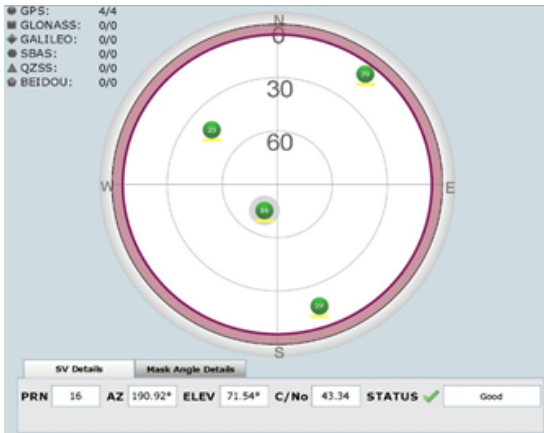 GPS: 4/4
GLONASS: 0/0
GALILEO: 0/0
SBAS: 0/0
QZSS: 0/0
BEIDOU: 0/0
N
0
30
60
W
E
S
SV Details
Mask Angle Details
PRN 16 AZ 190.92° ELEV 71.54° C/No 43.34 STATUS Good